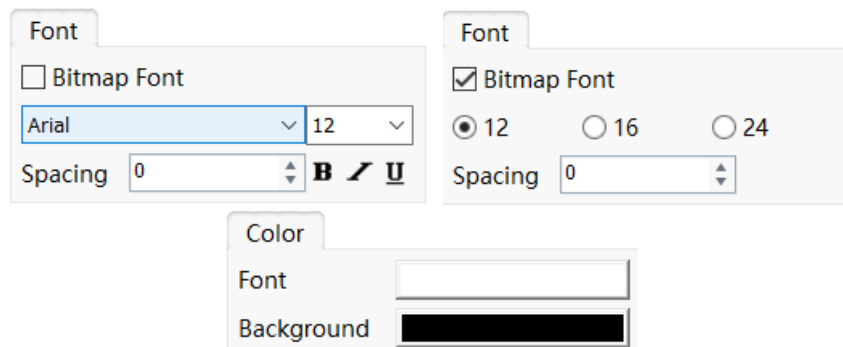 Font
Bitmap Font
Arial 12
Spacing 0 B I U
Font
Bitmap Font
12 16 24
Spacing 0
Color
Font
Background